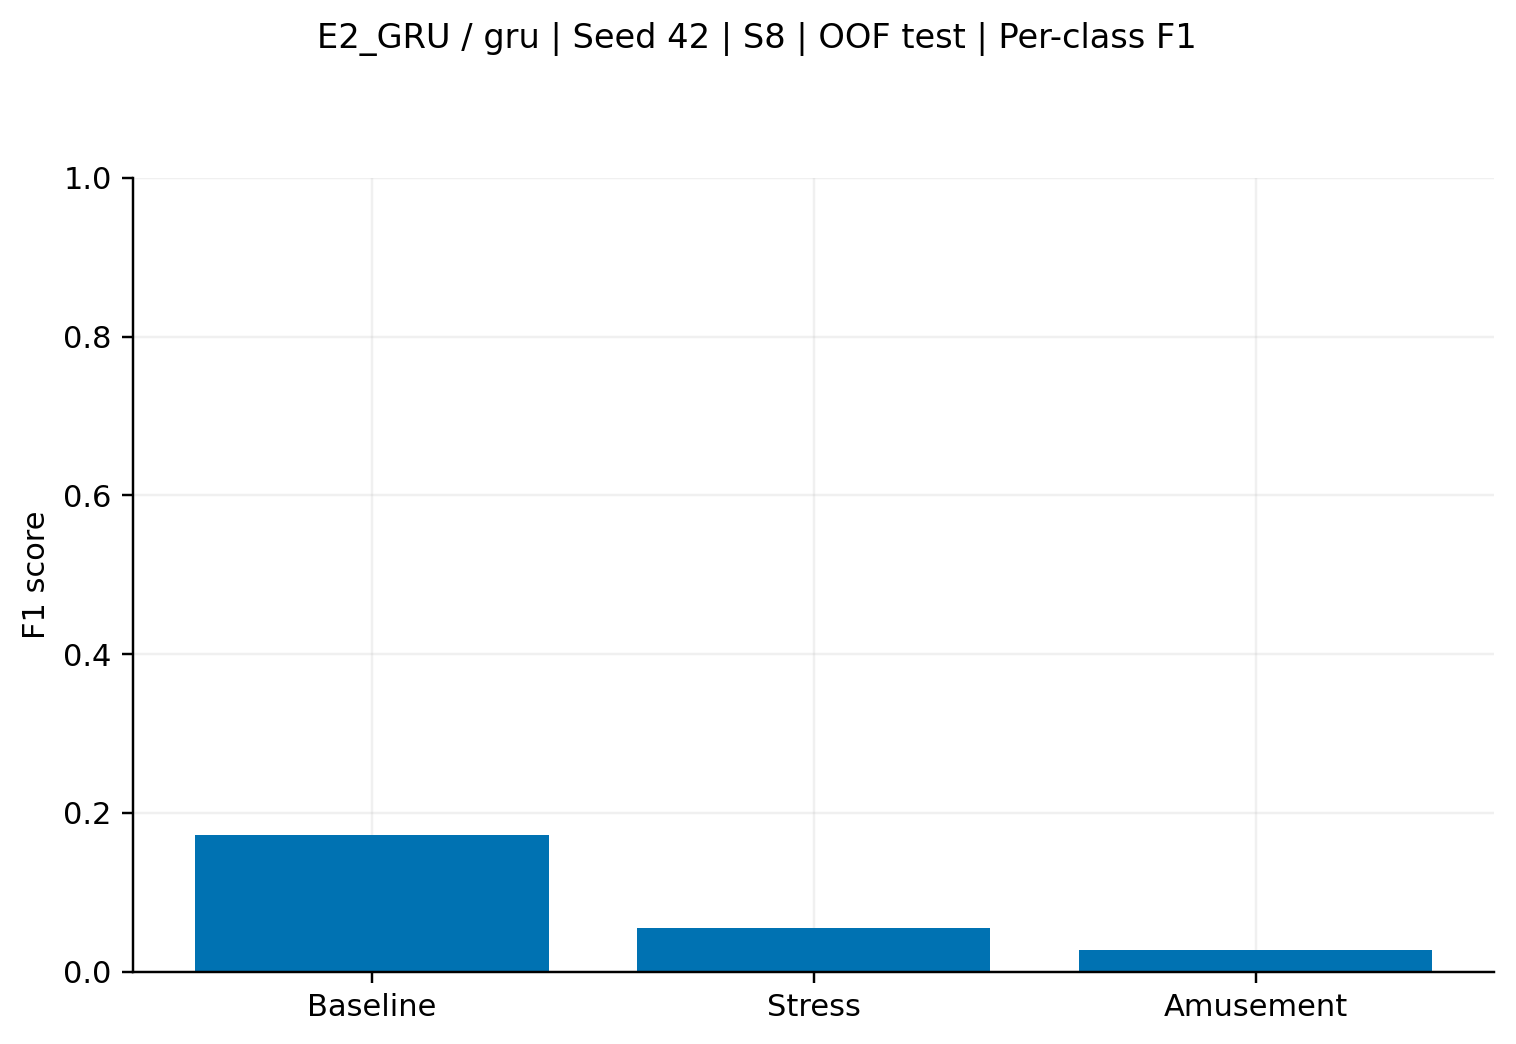 E2_GRU / gru | Seed 42 | S8 | OOF test | Per-class F1
1.0
0.8
0.6
0.4
0.2
0.0
F1 score
Baseline
Stress
Amusement